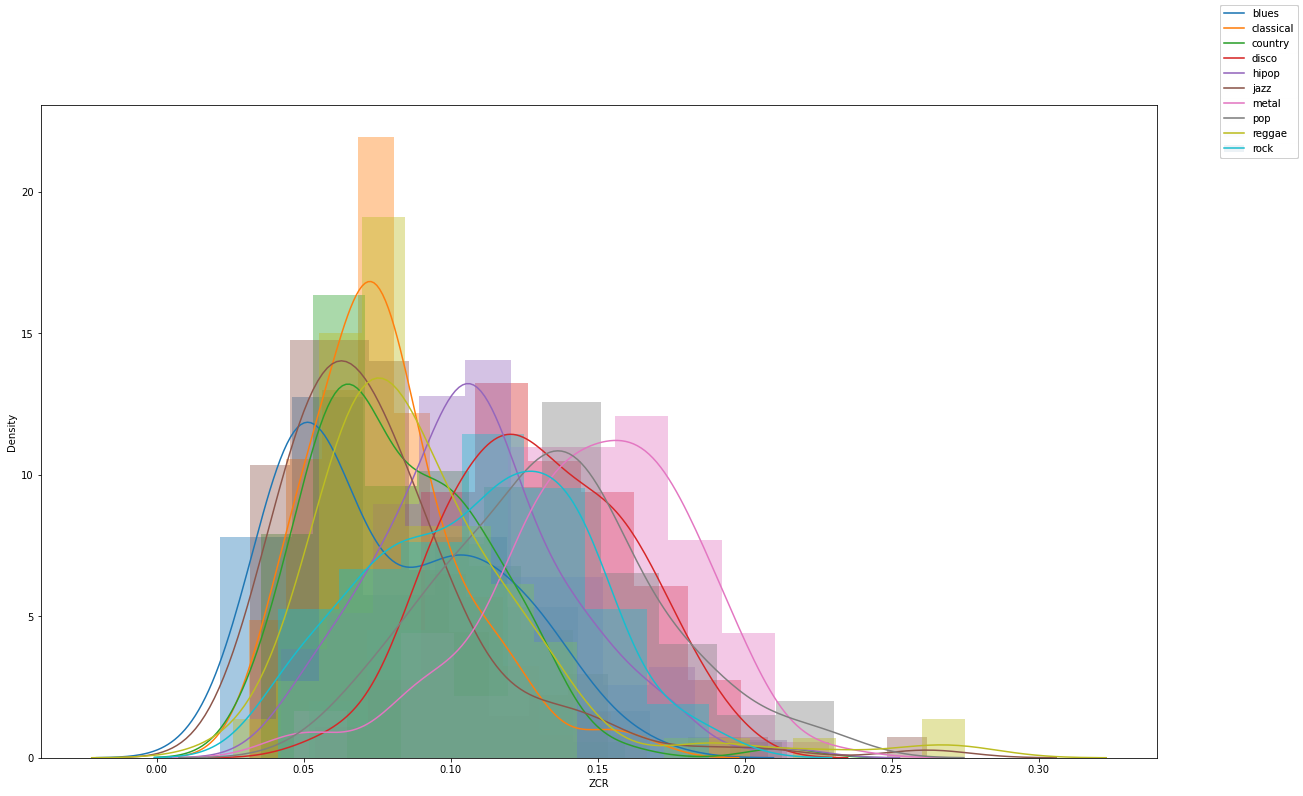 blues
classical
country
disco
hipop
jazz
metal
pop
reggae
rock
20
15
10
5
0
Density
0.00 0.05 0.10 0.15 0.20 0.25 0.30
ZCR